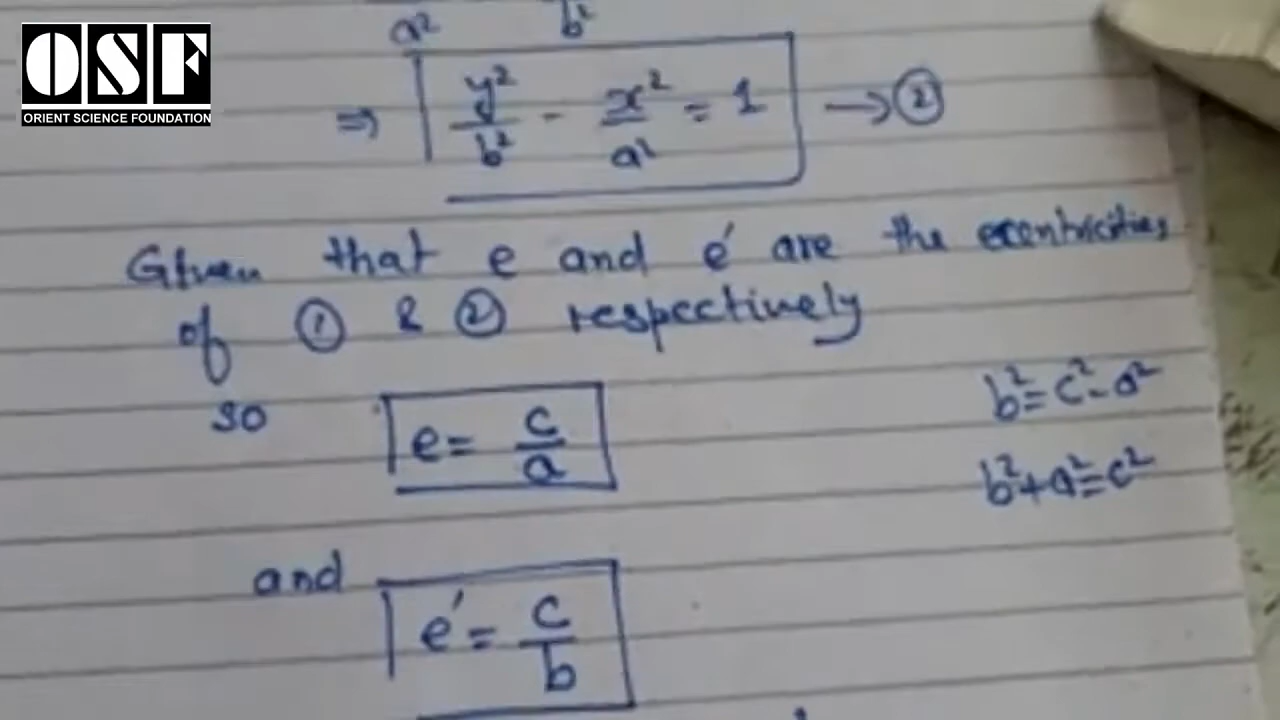 OSF
ORIENT SCIENCE FOUNDATION
a² b²
⇒ y²/b² - x²/a² = 1 → ②
Given that e and e' are the ecentricities
of ① & ② respectively
so e = c/a
b² = c² - a²
b² + a² = c²
and e' = c/b